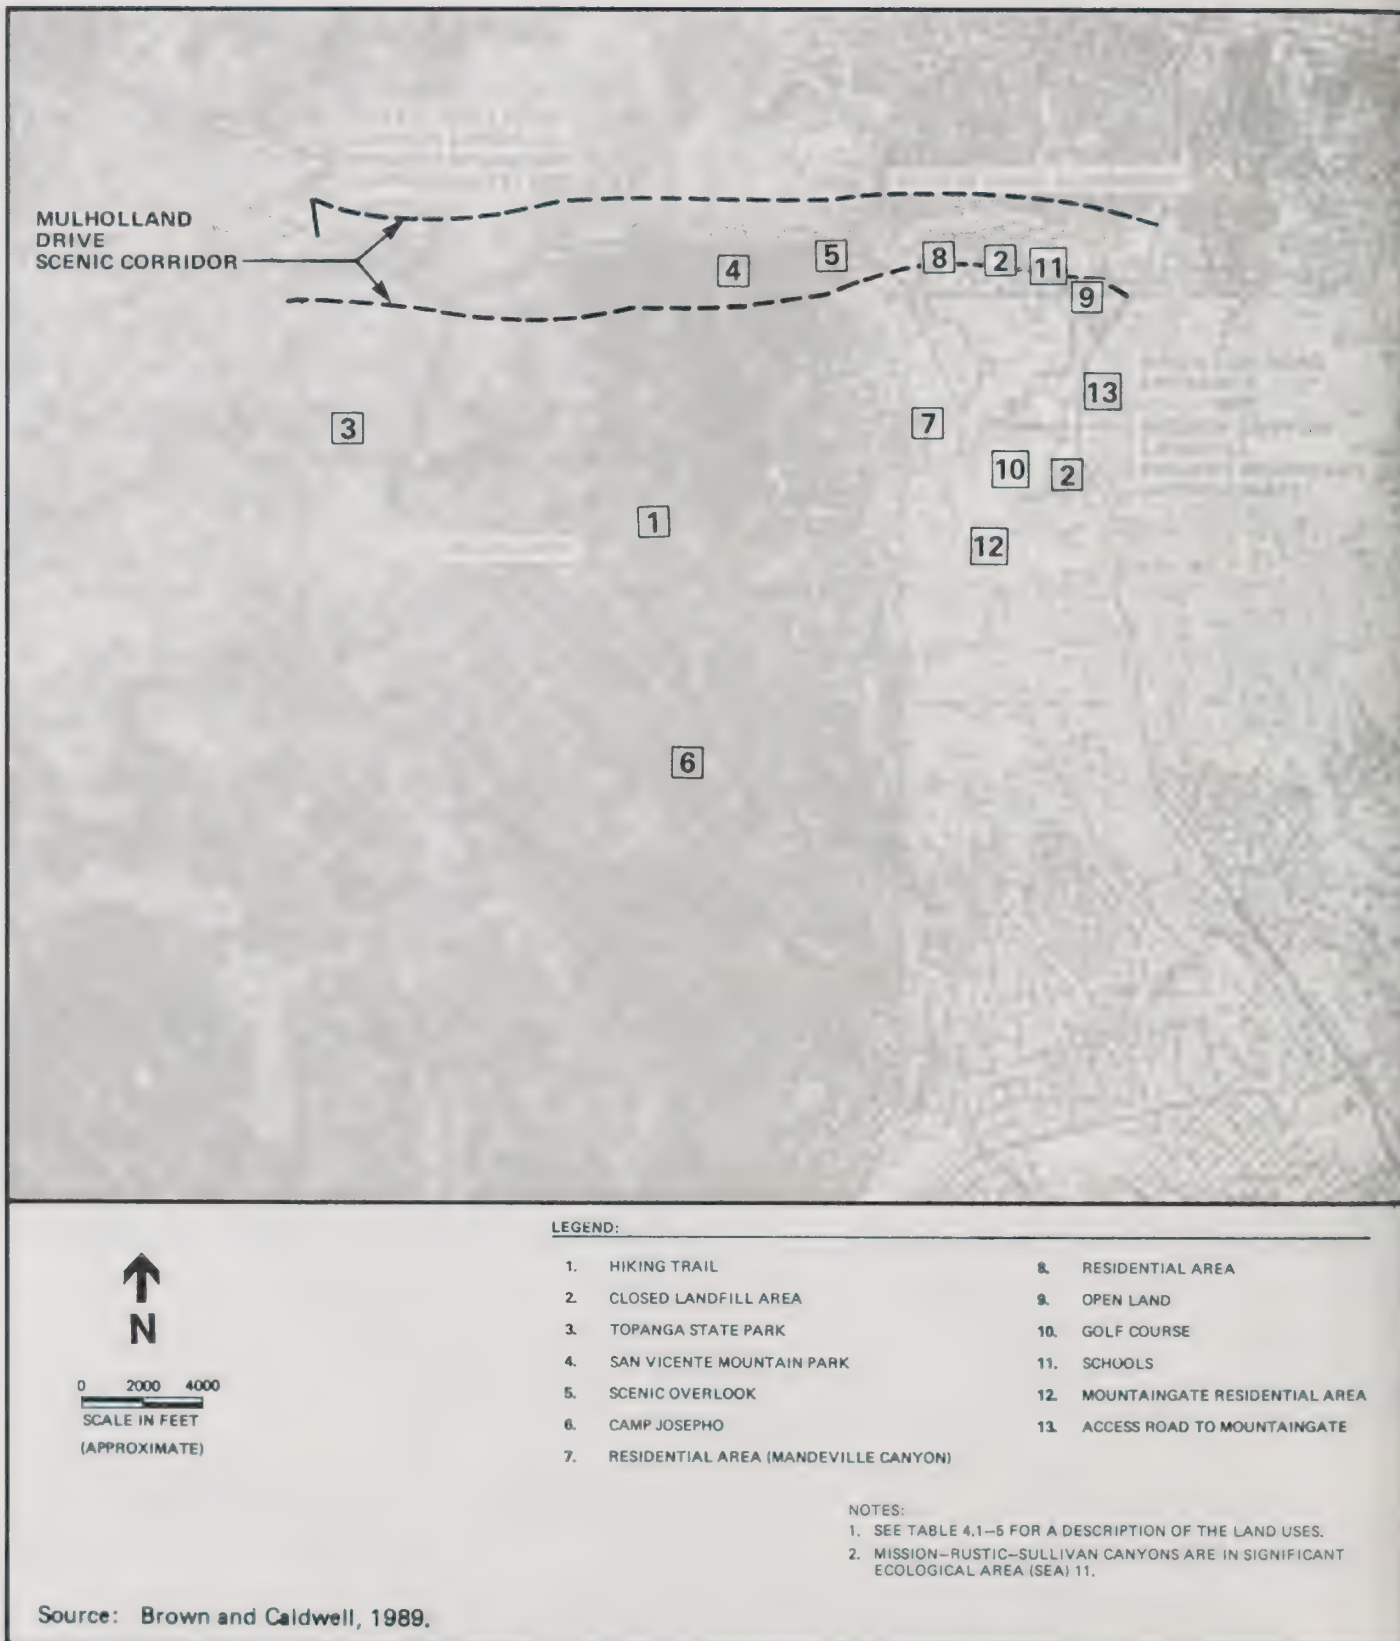 MULHOLLAND
DRIVE
SCENIC CORRIDOR
4
5
8
2
11
9
13
3
7
10
2
1
12
6
N
0 2000 4000
SCALE IN FEET
(APPROXIMATE)
LEGEND:
1. HIKING TRAIL
2. CLOSED LANDFILL AREA
3. TOPANGA STATE PARK
4. SAN VICENTE MOUNTAIN PARK
5. SCENIC OVERLOOK
6. CAMP JOSEPHO
7. RESIDENTIAL AREA (MANDEVILLE CANYON)
8. RESIDENTIAL AREA
9. OPEN LAND
10. GOLF COURSE
11. SCHOOLS
12. MOUNTAINGATE RESIDENTIAL AREA
13. ACCESS ROAD TO MOUNTAINGATE
NOTES:
1. SEE TABLE 4.1–5 FOR A DESCRIPTION OF THE LAND USES.
2. MISSION–RUSTIC–SULLIVAN CANYONS ARE IN SIGNIFICANT
ECOLOGICAL AREA (SEA) 11.
Source: Brown and Caldwell, 1989.